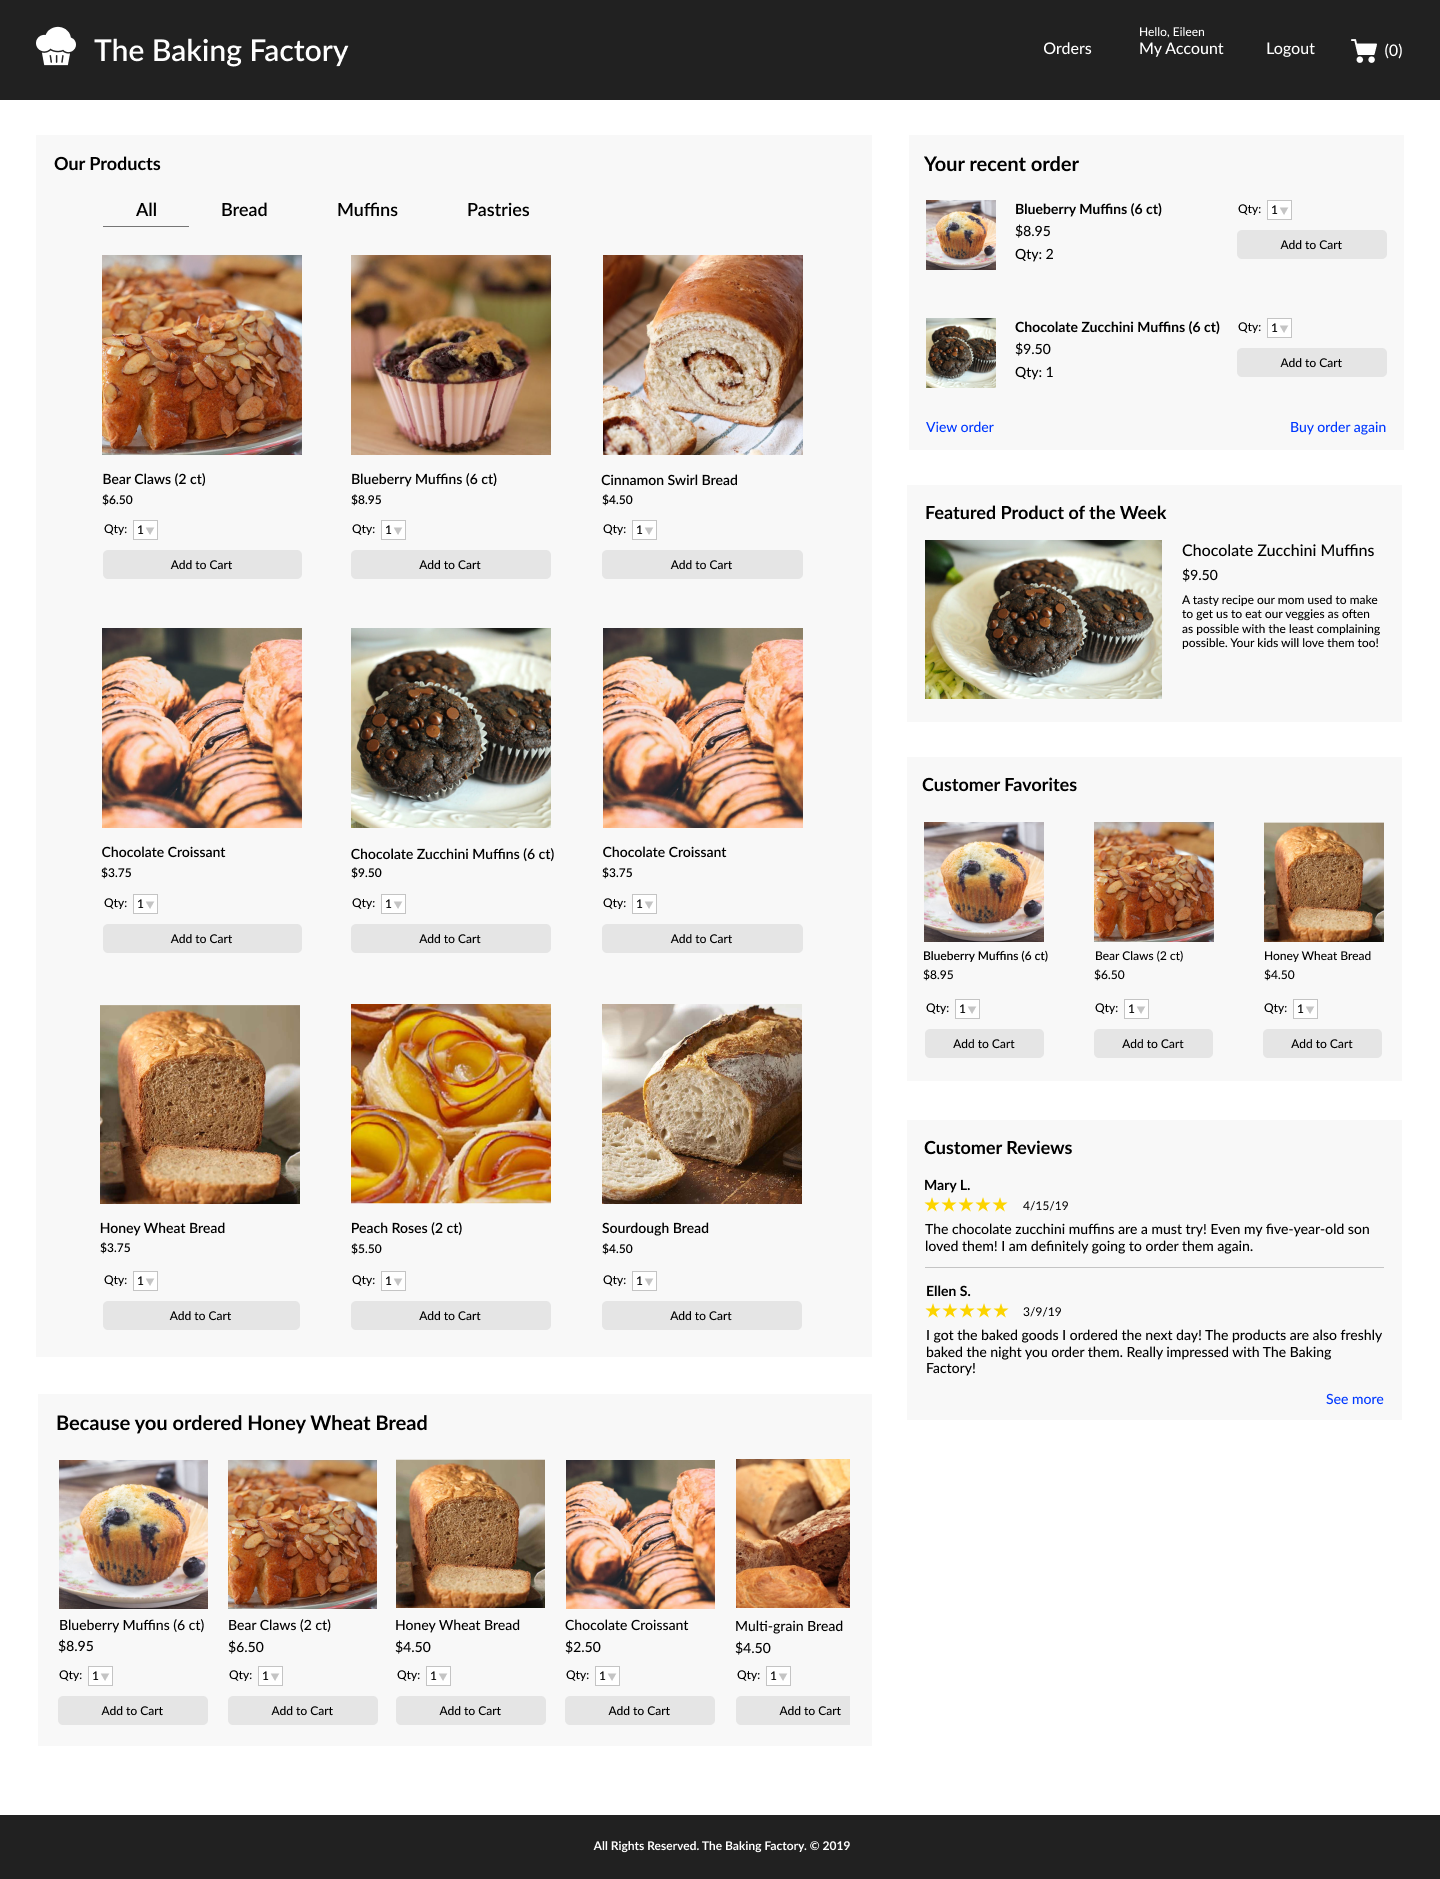 The Baking Factory
Orders
Hello, Eileen
My Account
Logout
(0)
Our Products
All
Bread
Muffins
Pastries
Bear Claws (2 ct)
$6.50
Qty: 1
Add to Cart
Blueberry Muffins (6 ct)
$8.95
Qty: 1
Add to Cart
Cinnamon Swirl Bread
$4.50
Qty: 1
Add to Cart
Chocolate Croissant
$3.75
Qty: 1
Add to Cart
Chocolate Zucchini Muffins (6 ct)
$9.50
Qty: 1
Add to Cart
Chocolate Croissant
$3.75
Qty: 1
Add to Cart
Honey Wheat Bread
$3.75
Qty: 1
Add to Cart
Peach Roses (2 ct)
$5.50
Qty: 1
Add to Cart
Sourdough Bread
$4.50
Qty: 1
Add to Cart
Because you ordered Honey Wheat Bread
Blueberry Muffins (6 ct)
$8.95
Qty: 1
Add to Cart
Bear Claws (2 ct)
$6.50
Qty: 1
Add to Cart
Honey Wheat Bread
$4.50
Qty: 1
Add to Cart
Chocolate Croissant
$2.50
Qty: 1
Add to Cart
Multi-grain Bread
$4.50
Qty: 1
Add to Cart
Your recent order
Blueberry Muffins (6 ct)
$8.95
Qty: 2
Qty: 1
Add to Cart
Chocolate Zucchini Muffins (6 ct)
$9.50
Qty: 1
Qty: 1
Add to Cart
View order
Buy order again
Featured Product of the Week
Chocolate Zucchini Muffins
$9.50
A tasty recipe our mom used to make
to get us to eat our veggies as often
as possible with the least complaining
possible. Your kids will love them too!
Customer Favorites
Blueberry Muffins (6 ct)
$8.95
Qty: 1
Add to Cart
Bear Claws (2 ct)
$6.50
Qty: 1
Add to Cart
Honey Wheat Bread
$4.50
Qty: 1
Add to Cart
Customer Reviews
Mary L.
4/15/19
The chocolate zucchini muffins are a must try! Even my five-year-old son
loved them! I am definitely going to order them again.
Ellen S.
3/9/19
I got the baked goods I ordered the next day! The products are also freshly
baked the night you order them. Really impressed with The Baking
Factory!
See more
All Rights Reserved. The Baking Factory. © 2019